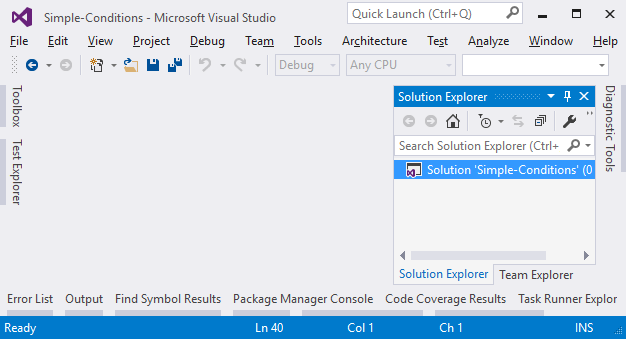 Simple-Conditions - Microsoft Visual Studio
Quick Launch (Ctrl+Q)
File Edit View Project Debug Team Tools Architecture Test Analyze Window Help
Debug Any CPU
Toolbox
Test Explorer
Solution Explorer
Search Solution Explorer (Ctrl+
Solution 'Simple-Conditions' (0
Solution Explorer Team Explorer
Diagnostic Tools
Error List Output Find Symbol Results Package Manager Console Code Coverage Results Task Runner Explor
Ready Ln 40 Col 1 Ch 1 INS